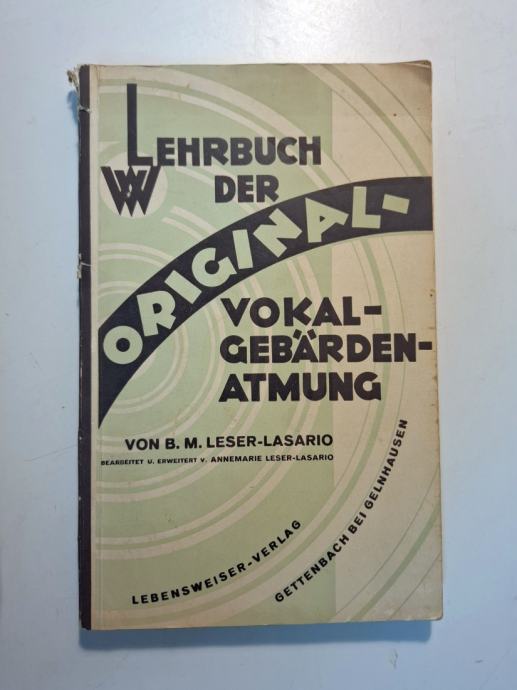 LEHRBUCH
DER
ORIGINAL-
VOKAL-
GEBÄRDEN-
ATMUNG
VON B. M. LESER-LASARIO
BEARBEITET U. ERWEITERT V. ANNEMARIE LESER-LASARIO
LEBENSWEISER-VERLAG
GETTENBACH BEI GELNHAUSEN